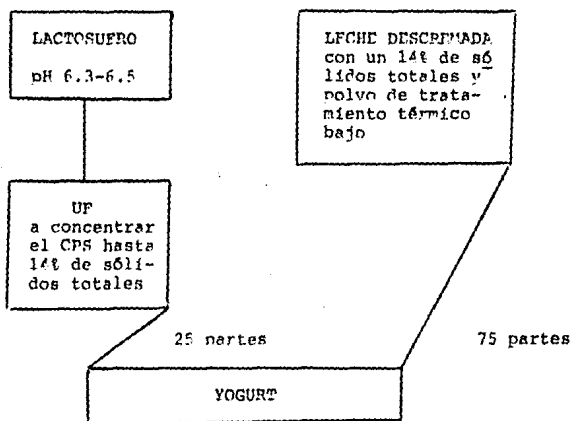 LACTOSUERO
pH 6.3-6.5
LECHE DESCREMADA
con un 14% de só
lidos totales y
polvo de trata-
miento térmico
bajo
UF
a concentrar
el CPS hasta
14% de sóli-
dos totales
25 partes
75 partes
YOGURT